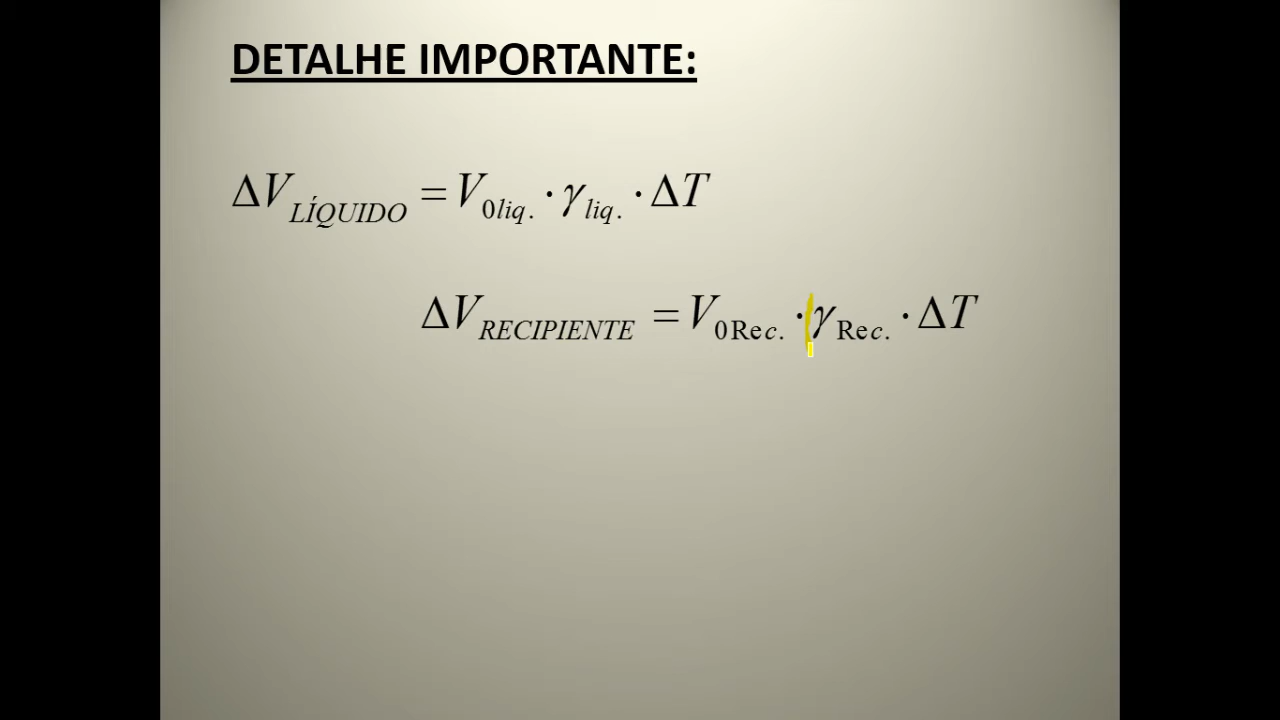 DETALHE IMPORTANTE:
ΔV_LÍQUIDO = V_0liq. · γ_liq. · ΔT
ΔV_RECIPIENTE = V_0Rec. · γ_Rec. · ΔT